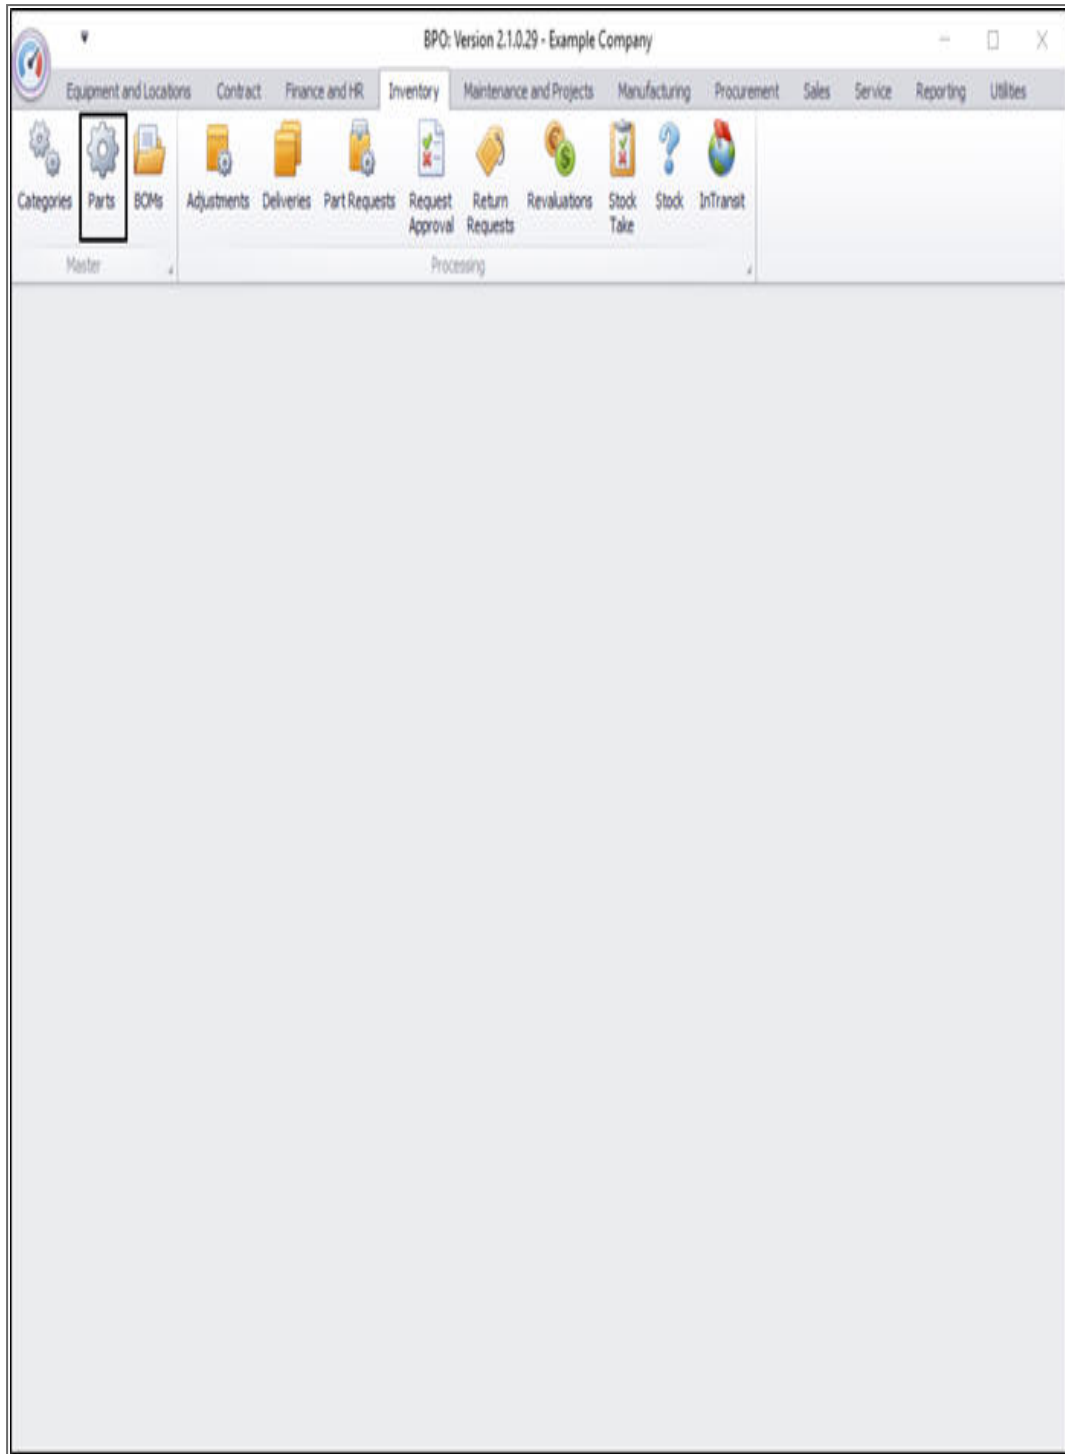 BPO: Version 2.1.0.29 - Example Company
Equipment and Locations Contract Finance and HR Inventory Maintenance and Projects Manufacturing Procurement Sales Service Reporting Utilities
Categories Parts BOMs Adjustments Deliveries Part Requests Request Approval Return Requests Revaluations Stock Take Stock InTransit
Master Processing